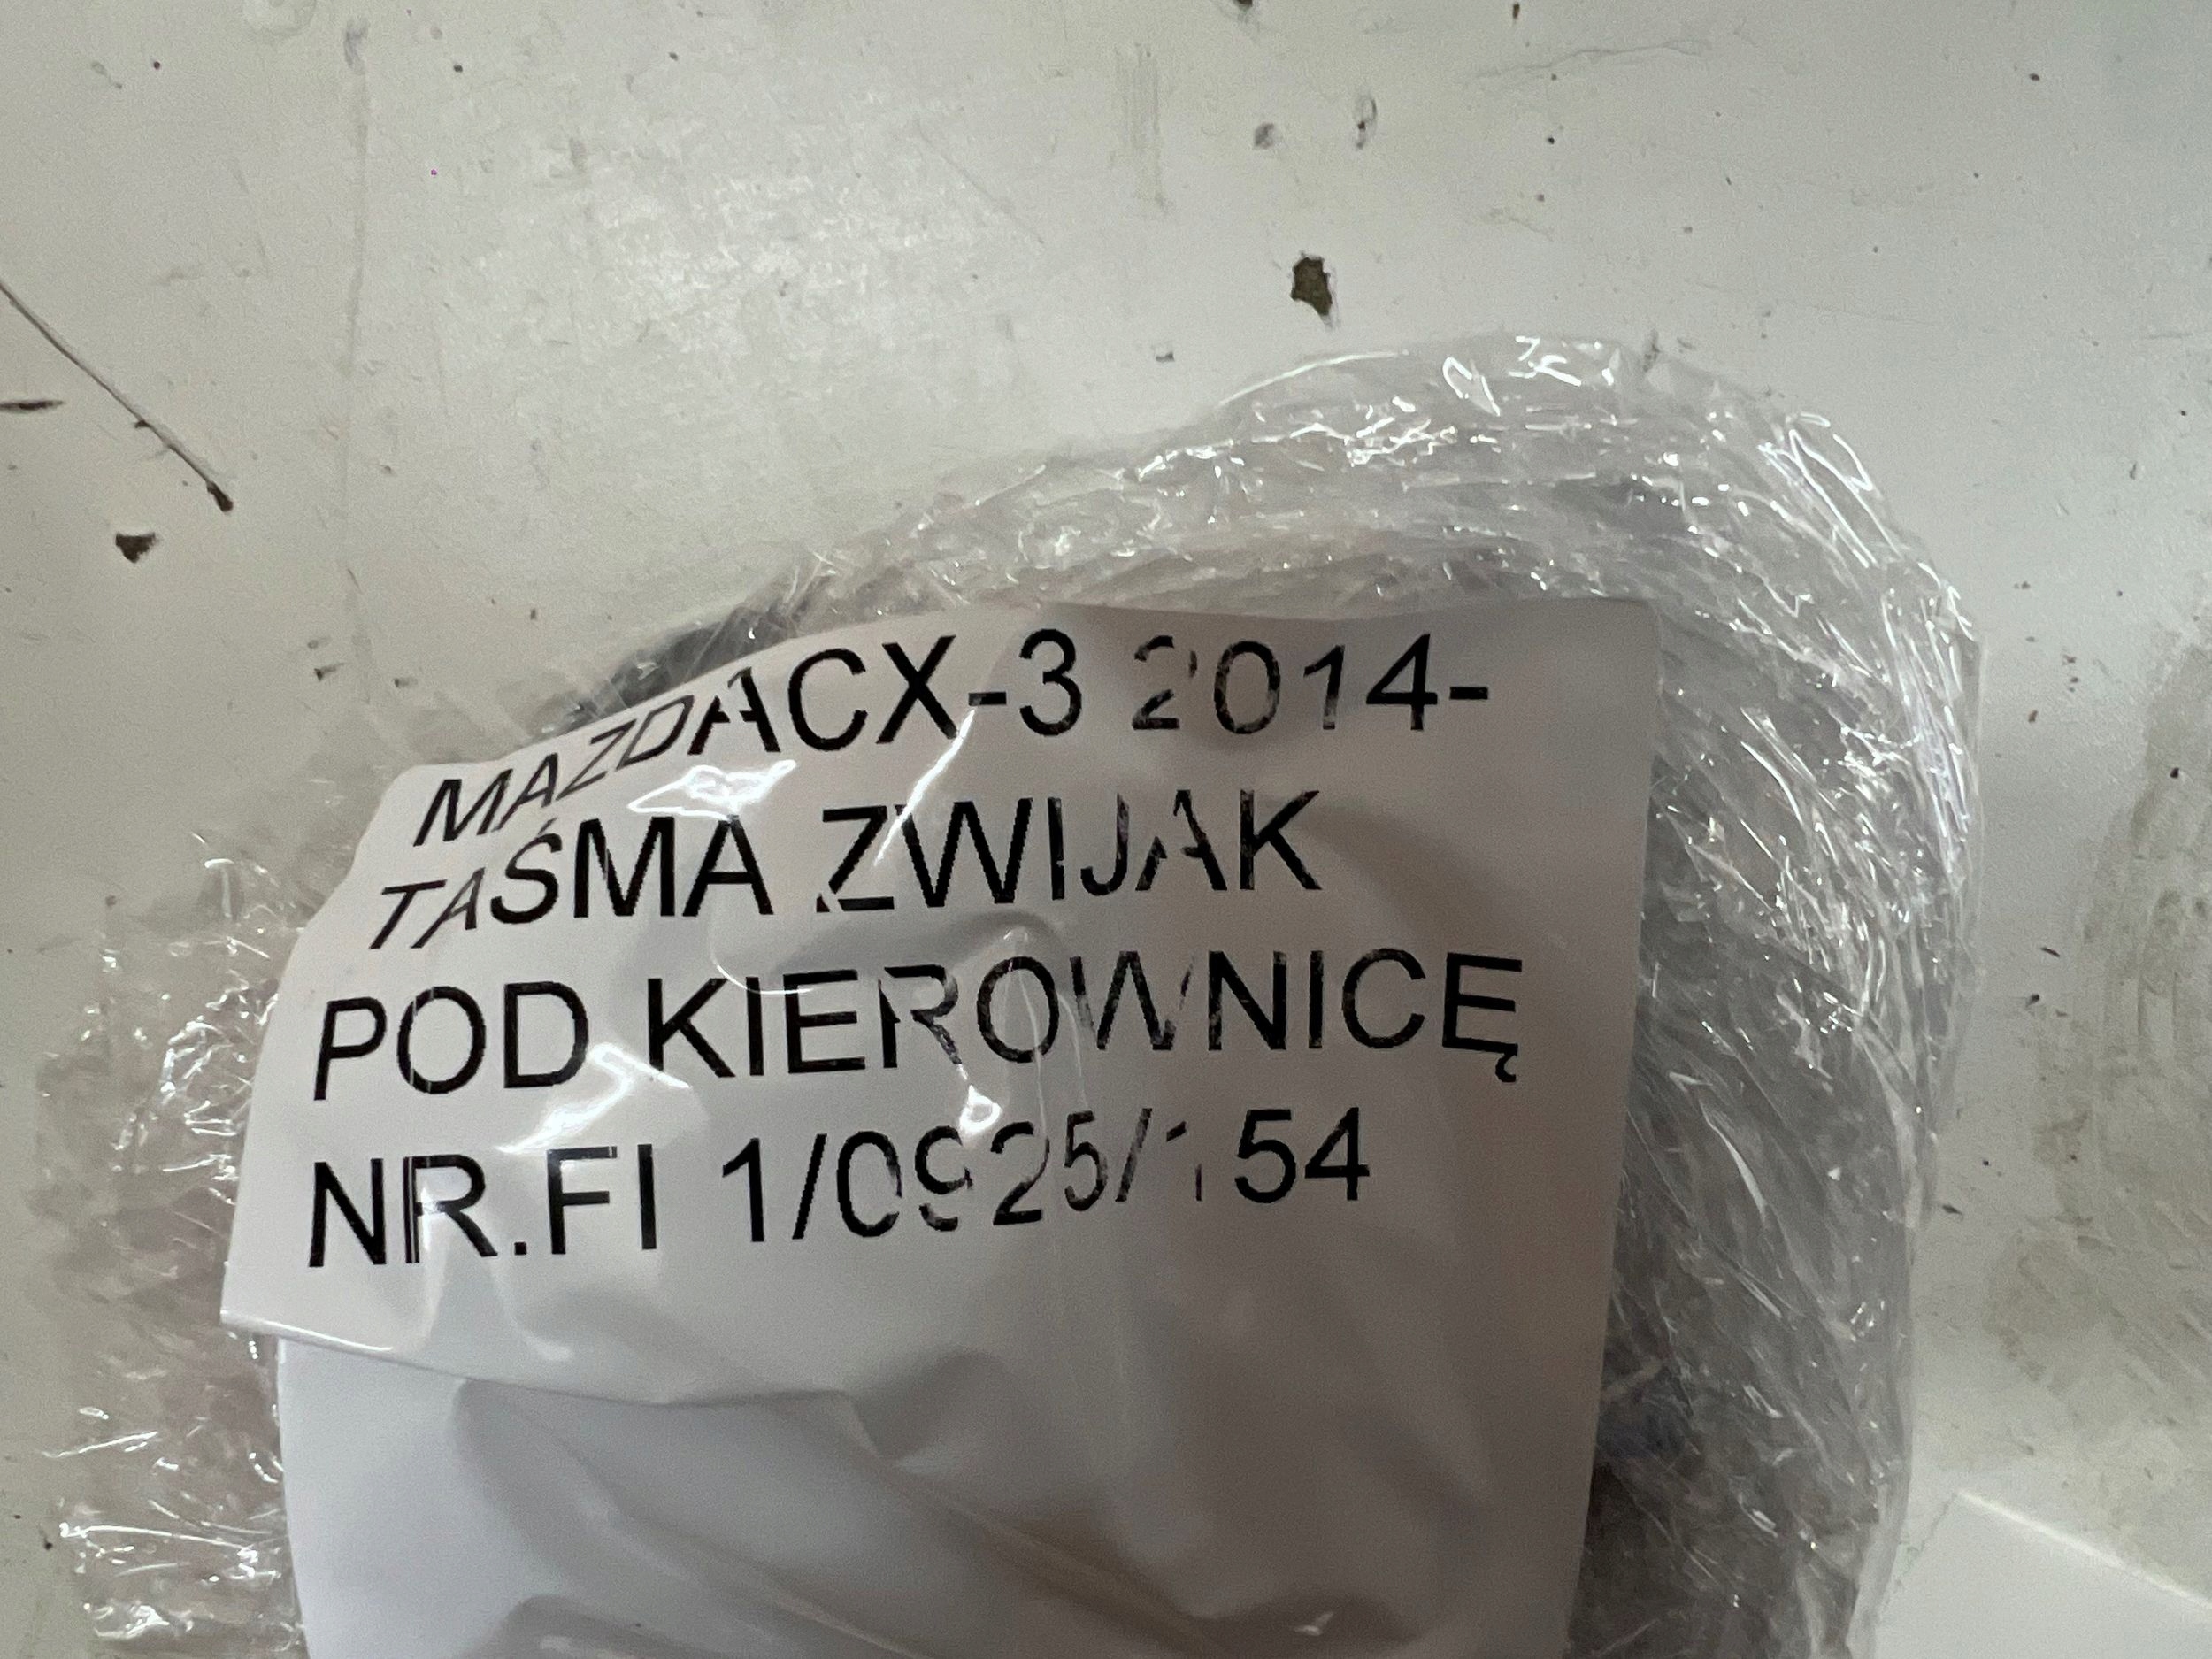 MAZDACX-3 2014-
TAŚMA ZWIJAK
POD KIEROWNICĘ
NR.FI 1/0925/154